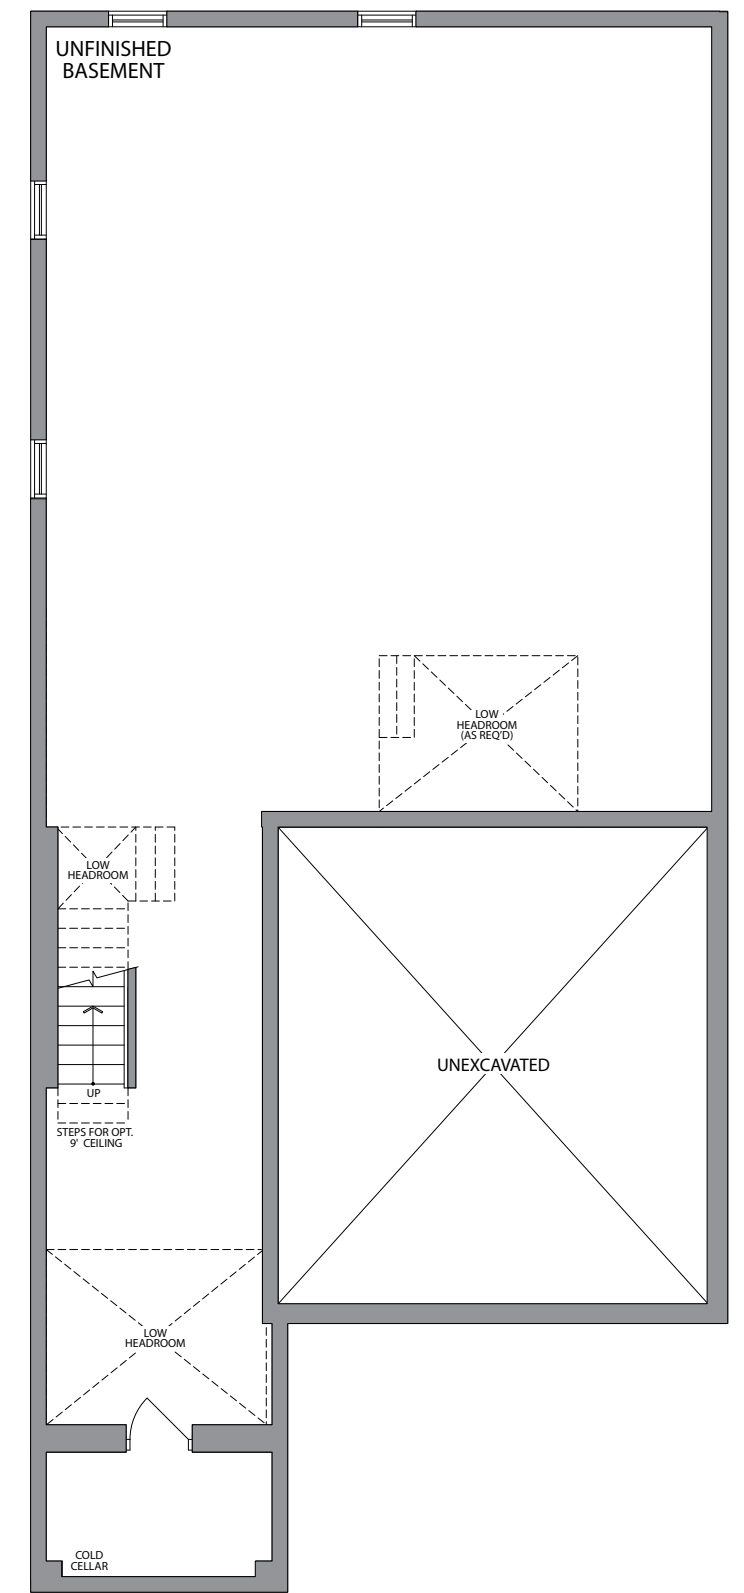 UNFINISHED
BASEMENT
LOW
HEADROOM
(AS REQ'D)
LOW
HEADROOM
UNEXCAVATED
UP
STEPS FOR OPT.
9' CEILING
LOW
HEADROOM
COLD
CELLAR